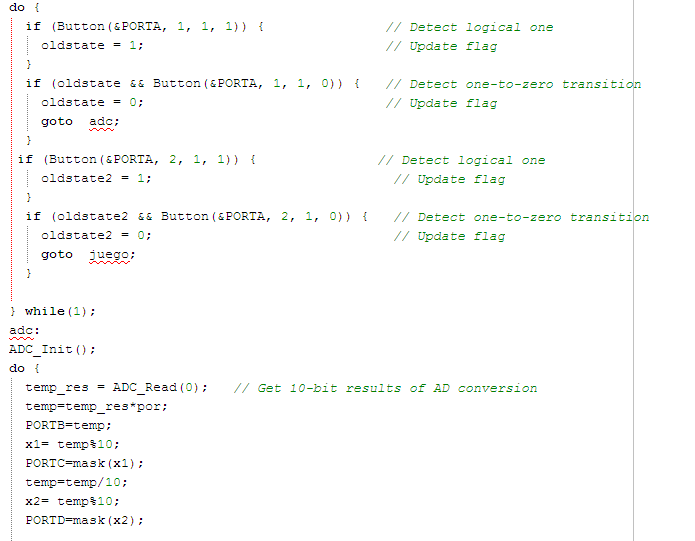 do {
if (Button(&PORTA, 1, 1, 1)) { // Detect logical one
oldstate = 1; // Update flag
}
if (oldstate && Button(&PORTA, 1, 1, 0)) { // Detect one-to-zero transition
oldstate = 0; // Update flag
goto adc;
}
if (Button(&PORTA, 2, 1, 1)) { // Detect logical one
oldstate2 = 1; // Update flag
}
if (oldstate2 && Button(&PORTA, 2, 1, 0)) { // Detect one-to-zero transition
oldstate2 = 0; // Update flag
goto juego;
}
} while(1);
adc:
ADC_Init();
do {
temp_res = ADC_Read(0); // Get 10-bit results of AD conversion
temp=temp_res*por;
PORTB=temp;
x1= temp%10;
PORTC=mask(x1);
temp=temp/10;
x2= temp%10;
PORTD=mask(x2);